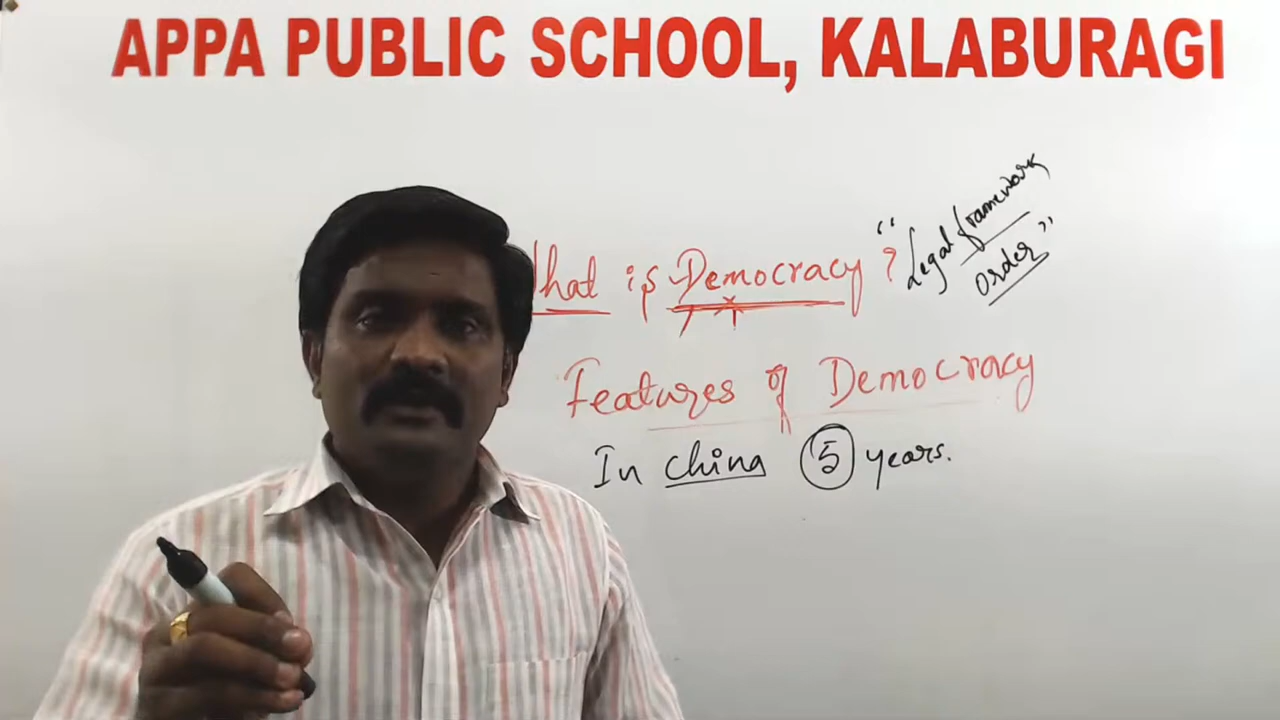 APPA PUBLIC SCHOOL, KALABURAGI
What is Democracy ?
"Legal framework
order"
Features of Democracy
In China 5 years.